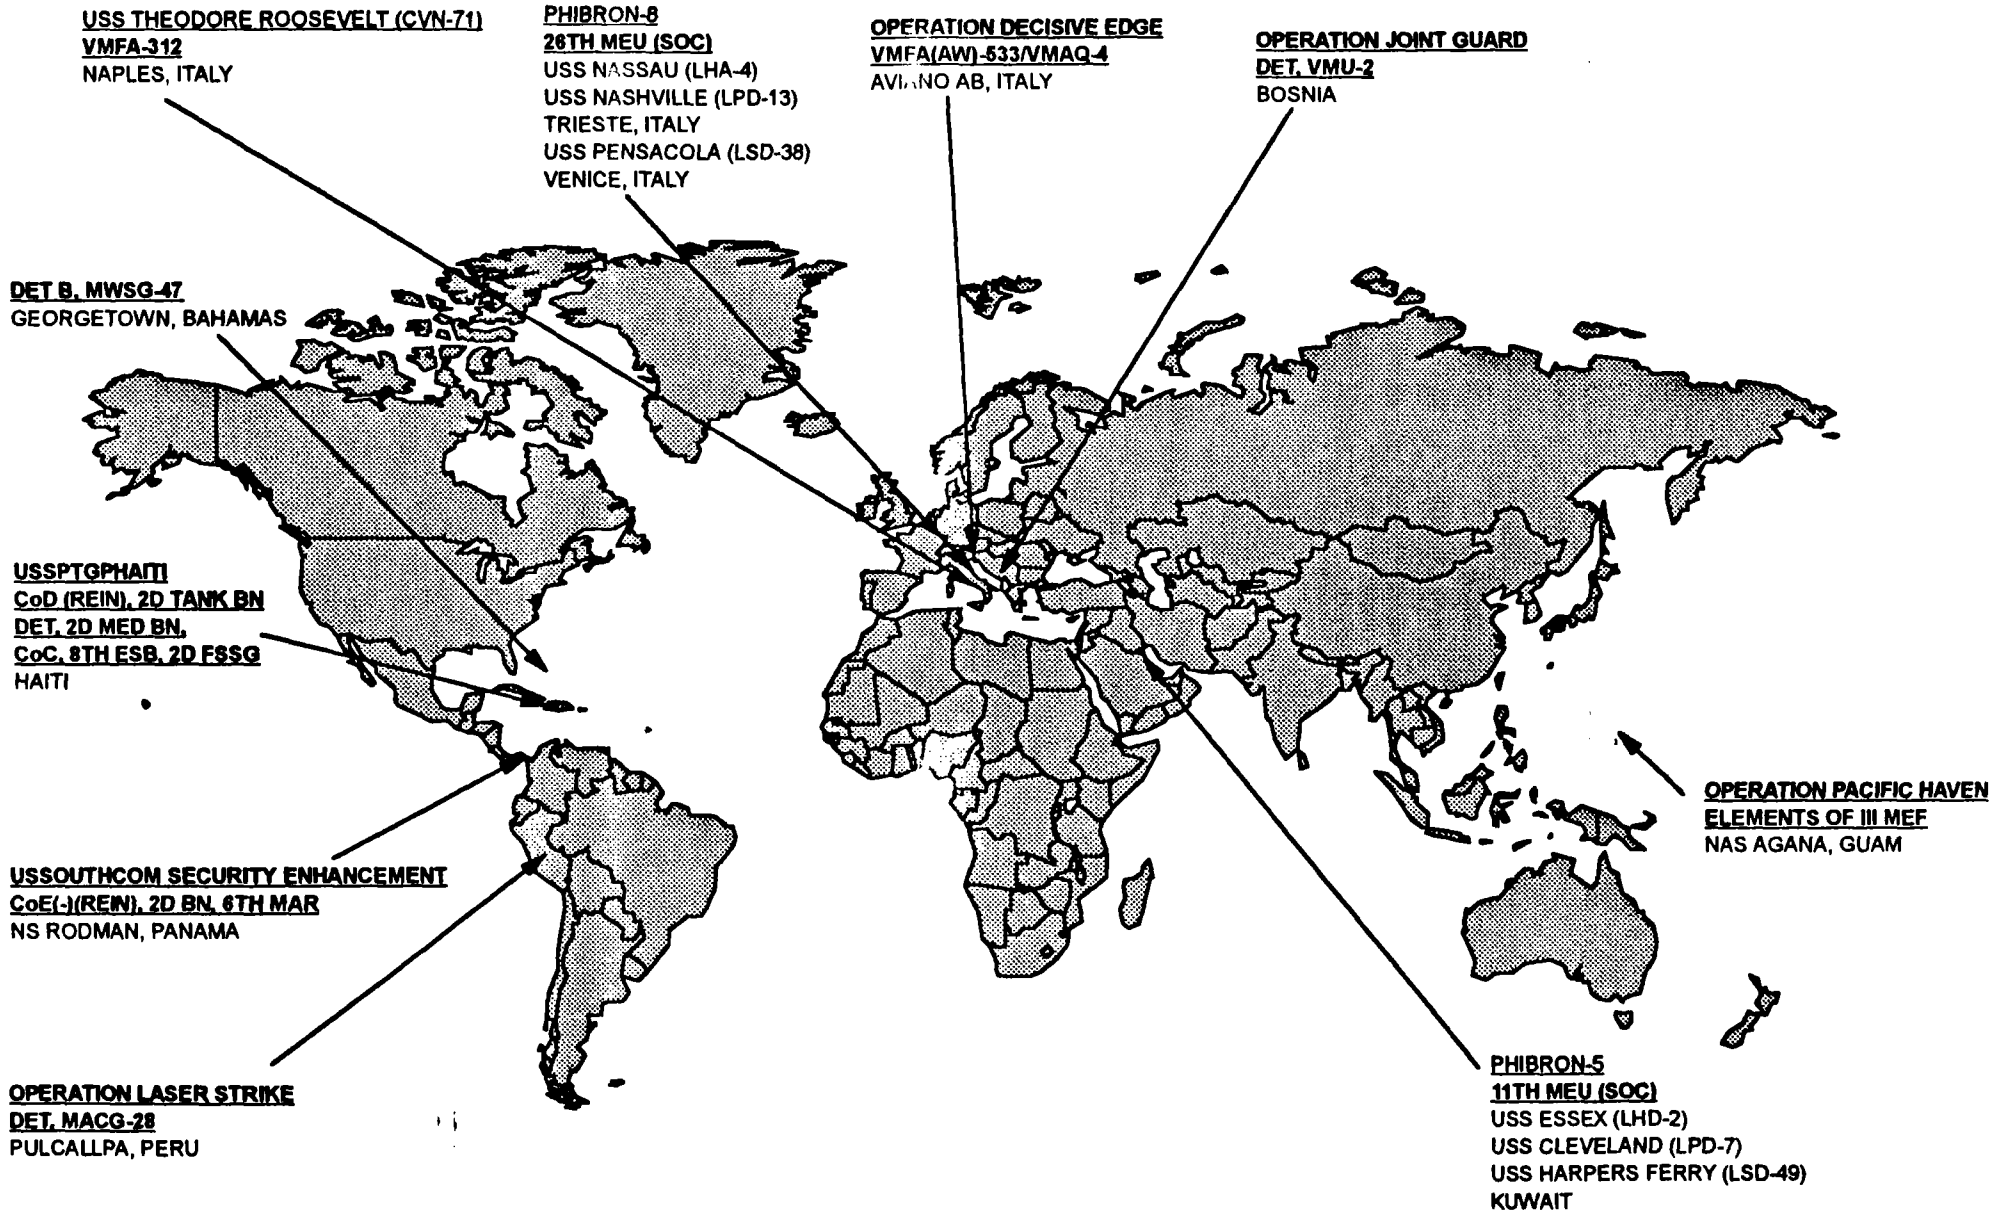 USS THEODORE ROOSEVELT (CVN-71)
VMFA-312
NAPLES, ITALY
PHIBRON-8
26TH MEU (SOC)
USS NASSAU (LHA-4)
USS NASHVILLE (LPD-13)
TRIESTE, ITALY
USS PENSACOLA (LSD-38)
VENICE, ITALY
OPERATION DECISIVE EDGE
VMFA(AW)-533/VMAQ-4
AVIANO AB, ITALY
OPERATION JOINT GUARD
DET, VMU-2
BOSNIA
DET B, MWSG-47
GEORGETOWN, BAHAMAS
USSPTGPHAITI
CoD (REIN), 2D TANK BN
DET, 2D MED BN,
CoC, 8TH ESB, 2D FSSG
HAITI
USSOUTHCOM SECURITY ENHANCEMENT
CoE(-)(REIN), 2D BN, 6TH MAR
NS RODMAN, PANAMA
OPERATION LASER STRIKE
DET, MACG-28
PULCALLPA, PERU
OPERATION PACIFIC HAVEN
ELEMENTS OF III MEF
NAS AGANA, GUAM
PHIBRON-5
11TH MEU (SOC)
USS ESSEX (LHD-2)
USS CLEVELAND (LPD-7)
USS HARPERS FERRY (LSD-49)
KUWAIT